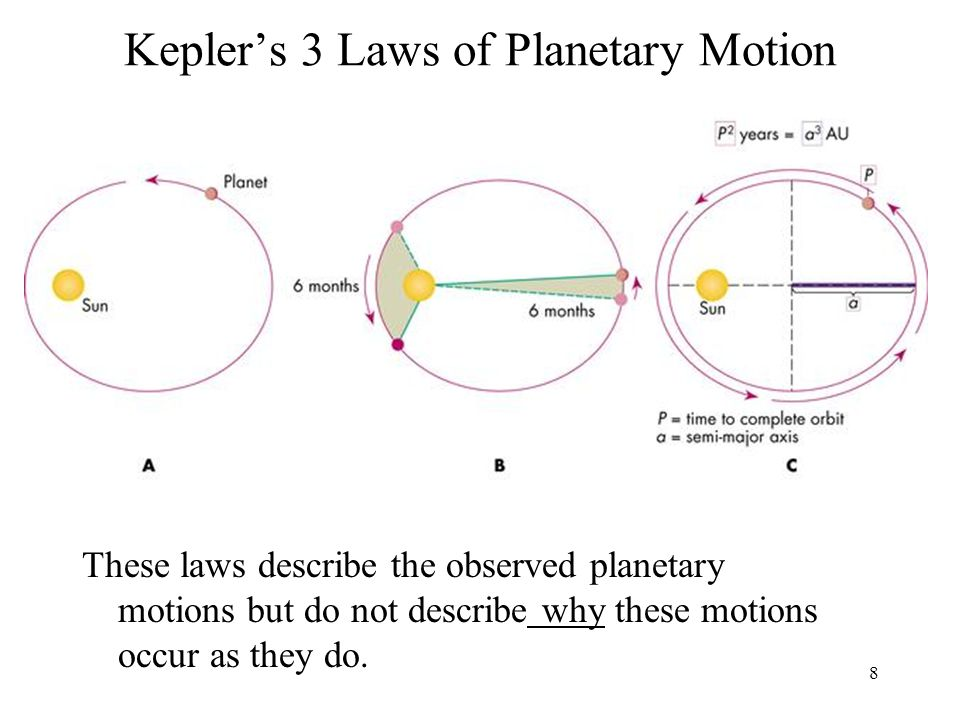 Kepler’s 3 Laws of Planetary Motion
Planet
Sun
A
6 months
6 months
B
P² years = a³ AU
P
Sun
a
P = time to complete orbit
a = semi-major axis
C
These laws describe the observed planetary
motions but do not describe why these motions
occur as they do.
8